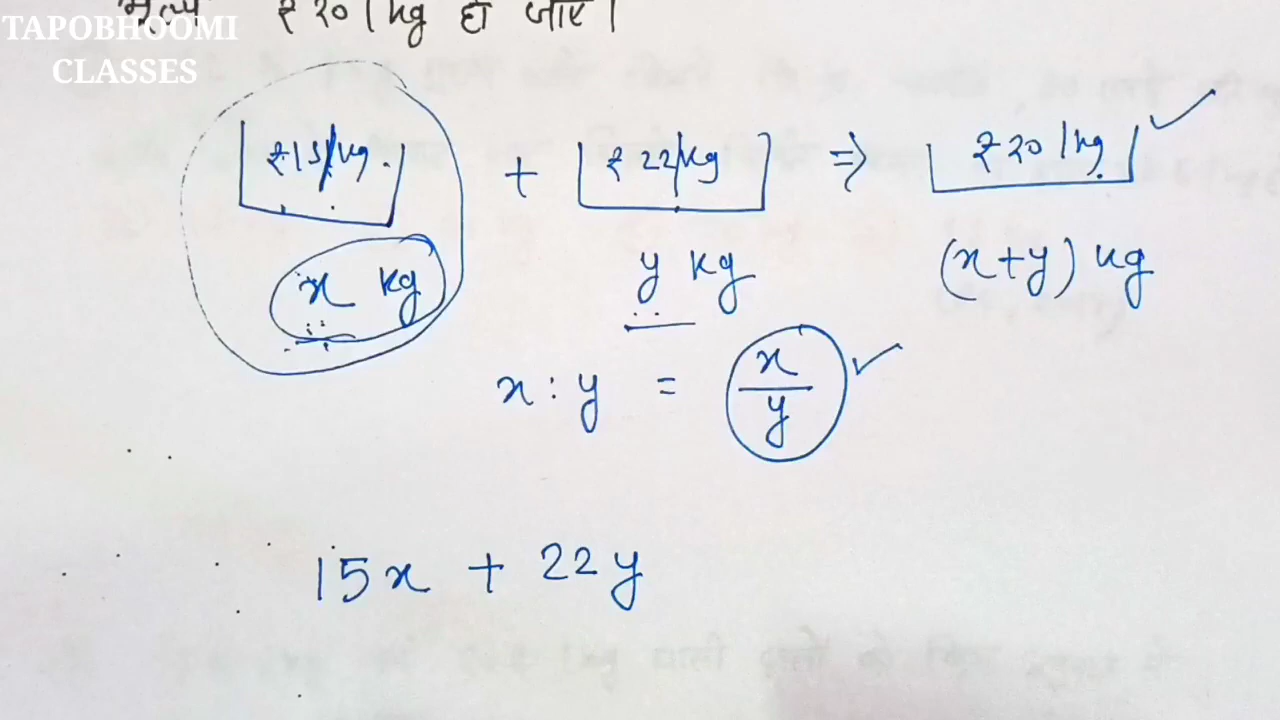 मूल्य ₹20/kg हो जाए।
TAPOBHOOMI
CLASSES
₹15/kg. + ₹22/kg ⇒ ₹20/kg
x kg y kg (x+y) kg
x : y = x/y
15x + 22y